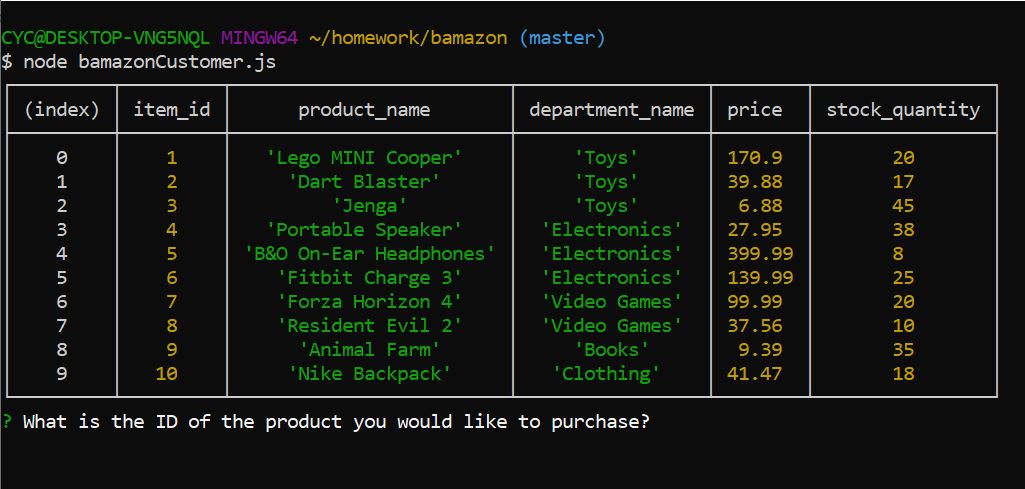 CYC@DESKTOP-VNG5NQL MINGW64 ~/homework/bamazon (master)
$ node bamazonCustomer.js
(index) item_id product_name department_name price stock_quantity
0 1 'Lego MINI Cooper' 'Toys' 170.9 20
1 2 'Dart Blaster' 'Toys' 39.88 17
2 3 'Jenga' 'Toys' 6.88 45
3 4 'Portable Speaker' 'Electronics' 27.95 38
4 5 'B&O On-Ear Headphones' 'Electronics' 399.99 8
5 6 'Fitbit Charge 3' 'Electronics' 139.99 25
6 7 'Forza Horizon 4' 'Video Games' 99.99 20
7 8 'Resident Evil 2' 'Video Games' 37.56 10
8 9 'Animal Farm' 'Books' 9.39 35
9 10 'Nike Backpack' 'Clothing' 41.47 18
? What is the ID of the product you would like to purchase?